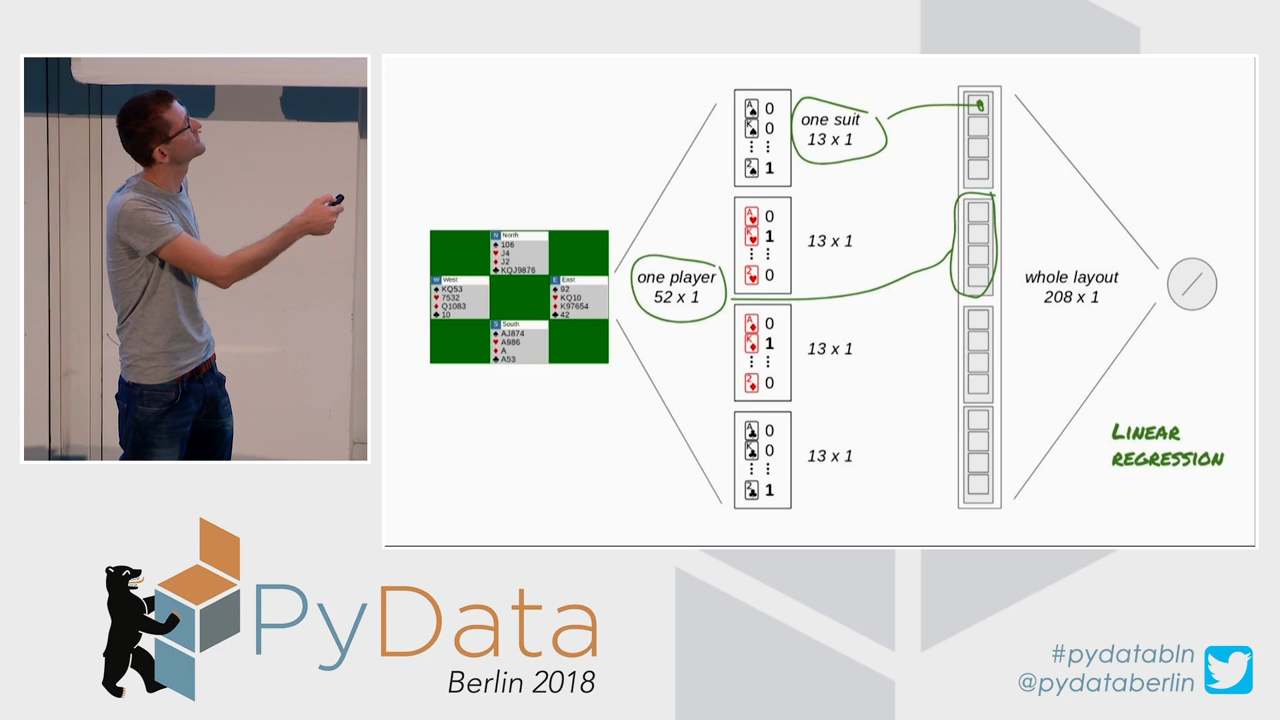 A 0
K 0
⋮ ⋮
2 1
one suit
13 x 1
A 0
K 1
⋮ ⋮
2 0
13 x 1
N North
♠ 106
♥ J4
♦ J2
♣ KQJ9876
W West
♠ KQ53
♥ 7532
♦ Q1083
♣ 10
E East
♠ 92
♥ KQ10
♦ K97654
♣ 42
S South
♠ AJ874
♥ A986
♦ A
♣ A53
one player
52 x 1
A 0
K 1
⋮ ⋮
2 0
13 x 1
A 0
K 0
⋮ ⋮
2 1
13 x 1
whole layout
208 x 1
LINEAR
REGRESSION
PyData
Berlin 2018
#pydatabln
@pydataberlin